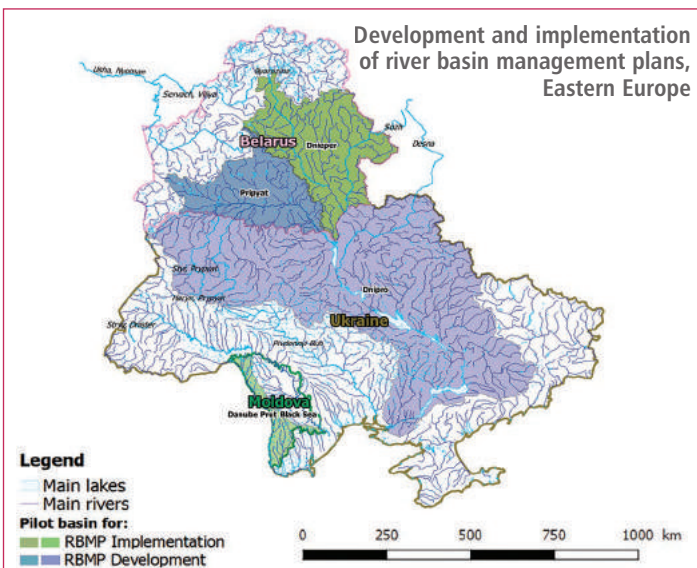 Development and implementation
of river basin management plans,
Eastern Europe
Servach, Vilya
Sozh
Desna
Belarus
Dnieper
Pripyat
Dnipro
Ukraine
Moldova
Danube Prut Black Sea
Legend
Main lakes
Main rivers
Pilot basin for:
RBMP Implementation
RBMP Development
0 250 500 750 1000 km